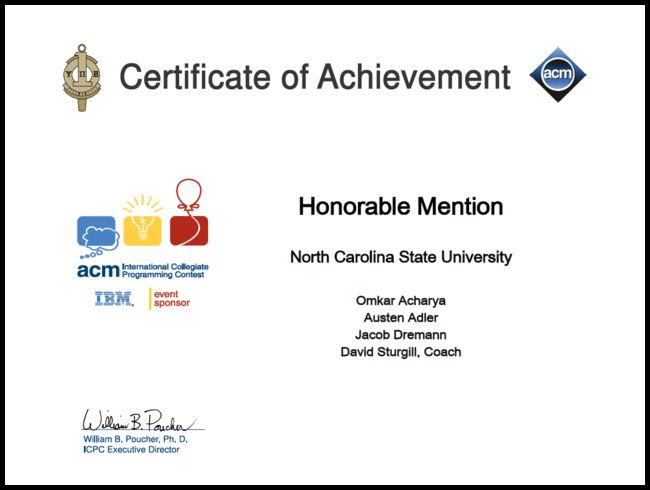 Certificate of Achievement
acm
Honorable Mention
North Carolina State University
Omkar Acharya
Austen Adler
Jacob Dremann
David Sturgill, Coach
acm International Collegiate
Programming Contest
IBM. event
sponsor
William B. Poucher
William B. Poucher, Ph. D.
ICPC Executive Director